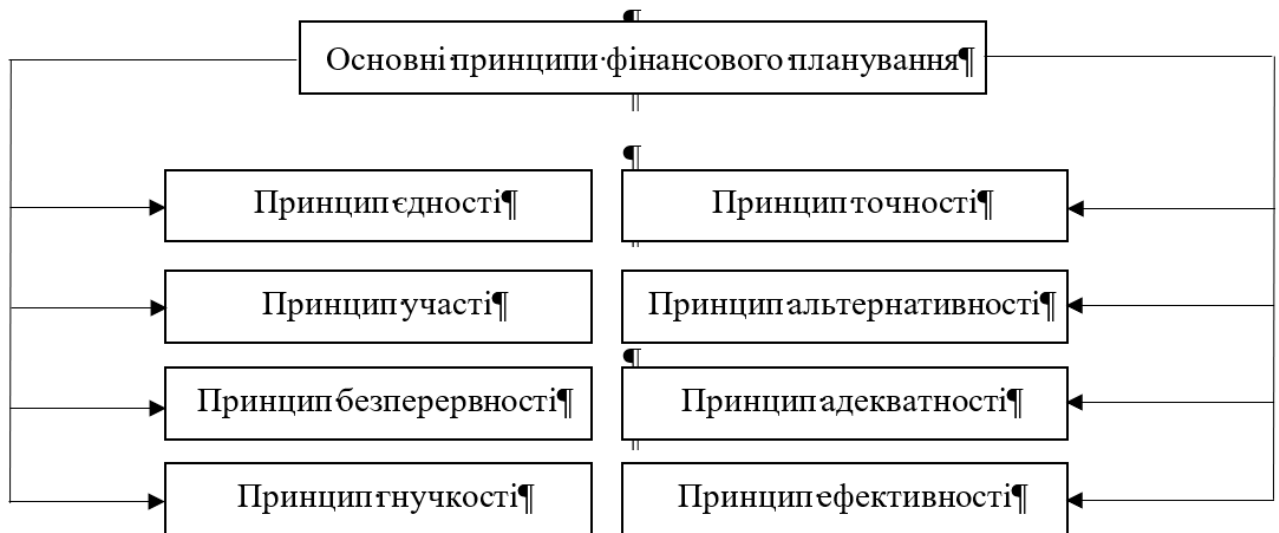 Основні принципи фінансового планування
Принцип єдності
Принцип точності
Принцип участі
Принцип альтернативності
Принцип безперервності
Принцип адекватності
Принцип гнучкості
Принцип ефективності